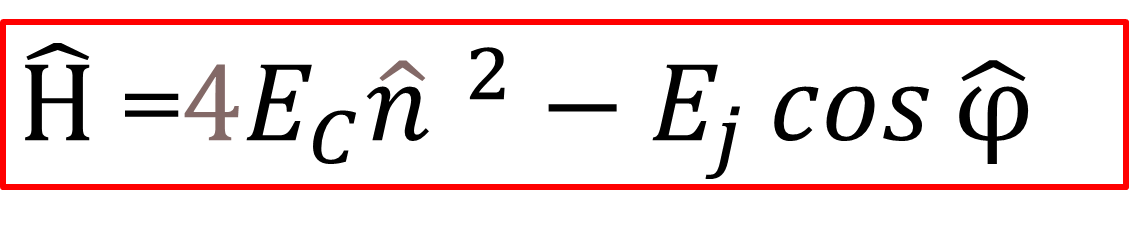 Ĥ =4E_C n̂ ² − E_j cos φ̂